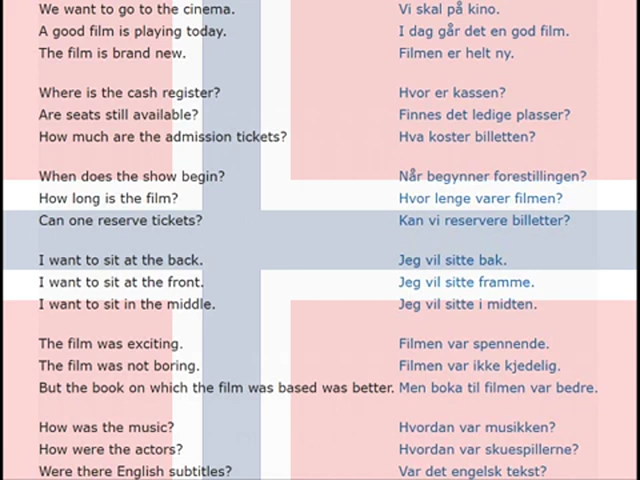 We want to go to the cinema. Vi skal på kino.
A good film is playing today. I dag går det en god film.
The film is brand new. Filmen er helt ny.
Where is the cash register? Hvor er kassen?
Are seats still available? Finnes det ledige plasser?
How much are the admission tickets? Hva koster billetten?
When does the show begin? Når begynner forestillingen?
How long is the film? Hvor lenge varer filmen?
Can one reserve tickets? Kan vi reservere billetter?
I want to sit at the back. Jeg vil sitte bak.
I want to sit at the front. Jeg vil sitte framme.
I want to sit in the middle. Jeg vil sitte i midten.
The film was exciting. Filmen var spennende.
The film was not boring. Filmen var ikke kjedelig.
But the book on which the film was based was better. Men boka til filmen var bedre.
How was the music? Hvordan var musikken?
How were the actors? Hvordan var skuespillerne?
Were there English subtitles? Var det engelsk tekst?